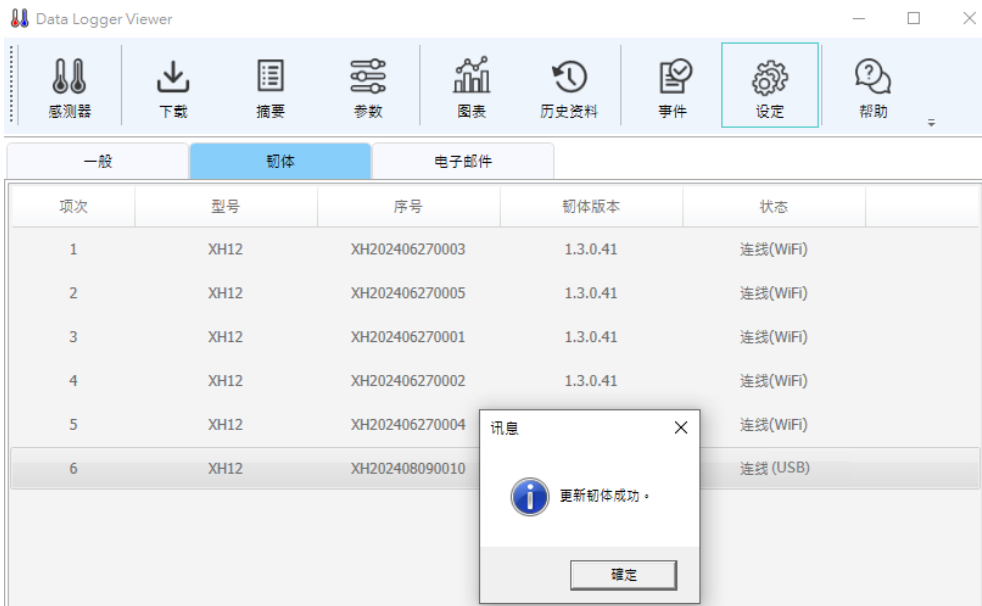 Data Logger Viewer
感测器 下载 摘要 参数 图表 历史资料 事件 设定 帮助
一般 韧体 电子邮件
项次 型号 序号 韧体版本 状态
1 XH12 XH202406270003 1.3.0.41 连线(WiFi)
2 XH12 XH202406270005 1.3.0.41 连线(WiFi)
3 XH12 XH202406270001 1.3.0.41 连线(WiFi)
4 XH12 XH202406270002 1.3.0.41 连线(WiFi)
5 XH12 XH202406270004 连线(WiFi)
6 XH12 XH202408090010 连线(USB)
讯息
更新韧体成功。
確定